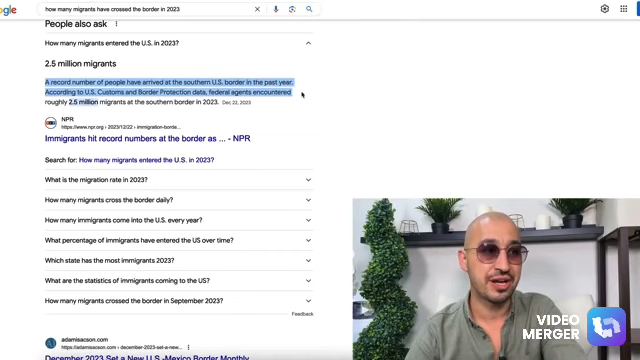 ogle
how many migrants have crossed the border in 2023
People also ask
How many migrants entered the U.S. in 2023?
2.5 million migrants
A record number of people have arrived at the southern U.S. border in the past year.
According to U.S. Customs and Border Protection data, federal agents encountered
roughly 2.5 million migrants at the southern border in 2023. Dec 22, 2023
NPR
https://www.npr.org › 2023/12/22 › immigration-borde...
Immigrants hit record numbers at the border as ... - NPR
Search for: How many migrants entered the U.S. in 2023?
What is the migration rate in 2023?
How many migrants cross the border daily?
How many immigrants come into the U.S. every year?
What percentage of immigrants have entered the US over time?
Which state has the most immigrants 2023?
What are the statistics of immigrants coming to the US?
How many migrants crossed the border in September 2023?
Feedback
adamisacson.com
https://adamisacson.com › december-2023-set-a-new...
December 2023 Set a New U.S.-Mexico Border Monthly
VIDEO
MERGER